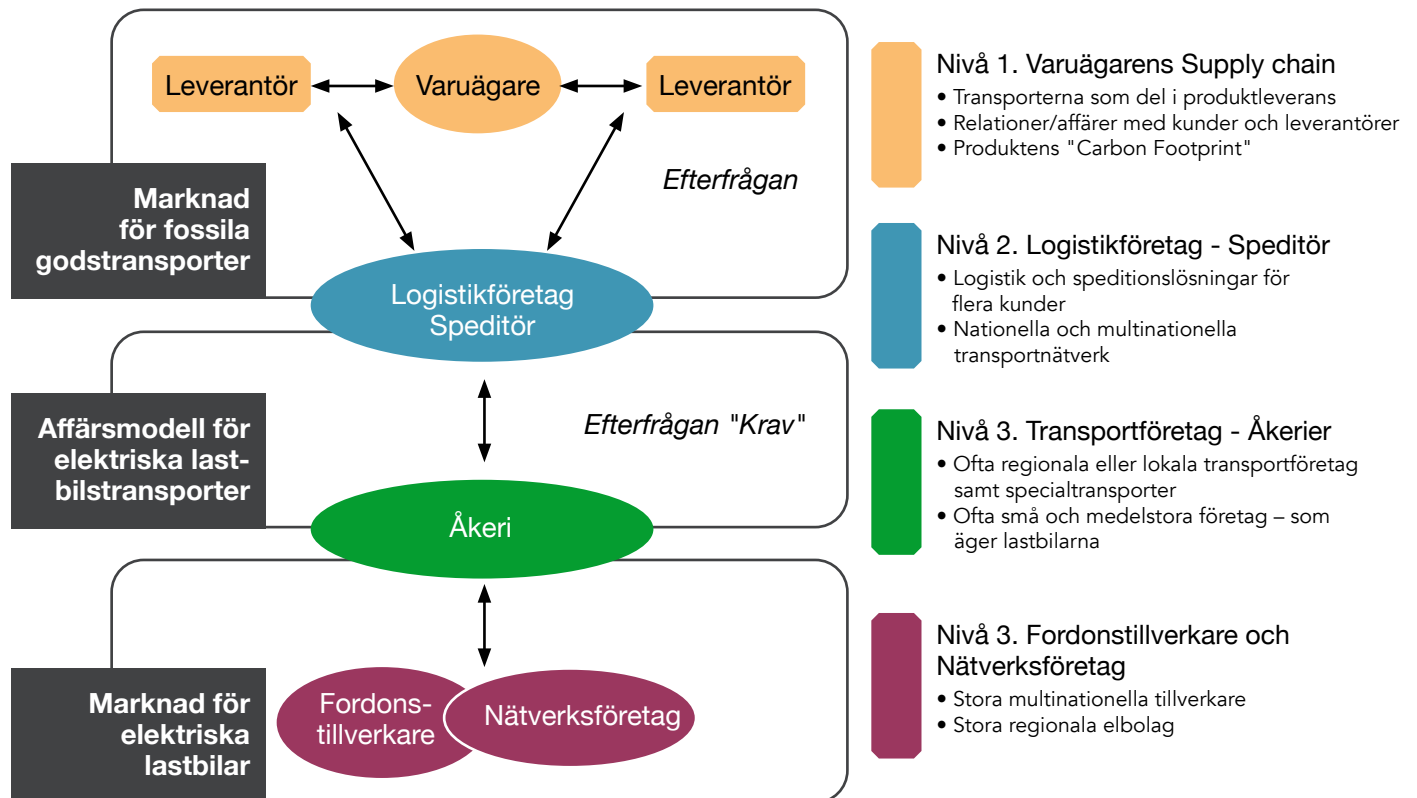 Leverantör
Varuägare
Leverantör
Efterfrågan
Marknad
för fossila
godstransporter
Logistikföretag
Speditör
Affärsmodell för
elektriska last-
bilstransporter
Efterfrågan "Krav"
Åkeri
Marknad för
elektriska
lastbilar
Fordons-
tillverkare
Nätverksföretag
Nivå 1. Varuägarens Supply chain
• Transporterna som del i produktleverans
• Relationer/affärer med kunder och leverantörer
• Produktens "Carbon Footprint"
Nivå 2. Logistikföretag - Speditör
• Logistik och speditionslösningar för
flera kunder
• Nationella och multinationella
transportnätverk
Nivå 3. Transportföretag - Åkerier
• Ofta regionala eller lokala transportföretag
samt specialtransporter
• Ofta små och medelstora företag – som
äger lastbilarna
Nivå 3. Fordonstillverkare och
Nätverksföretag
• Stora multinationella tillverkare
• Stora regionala elbolag